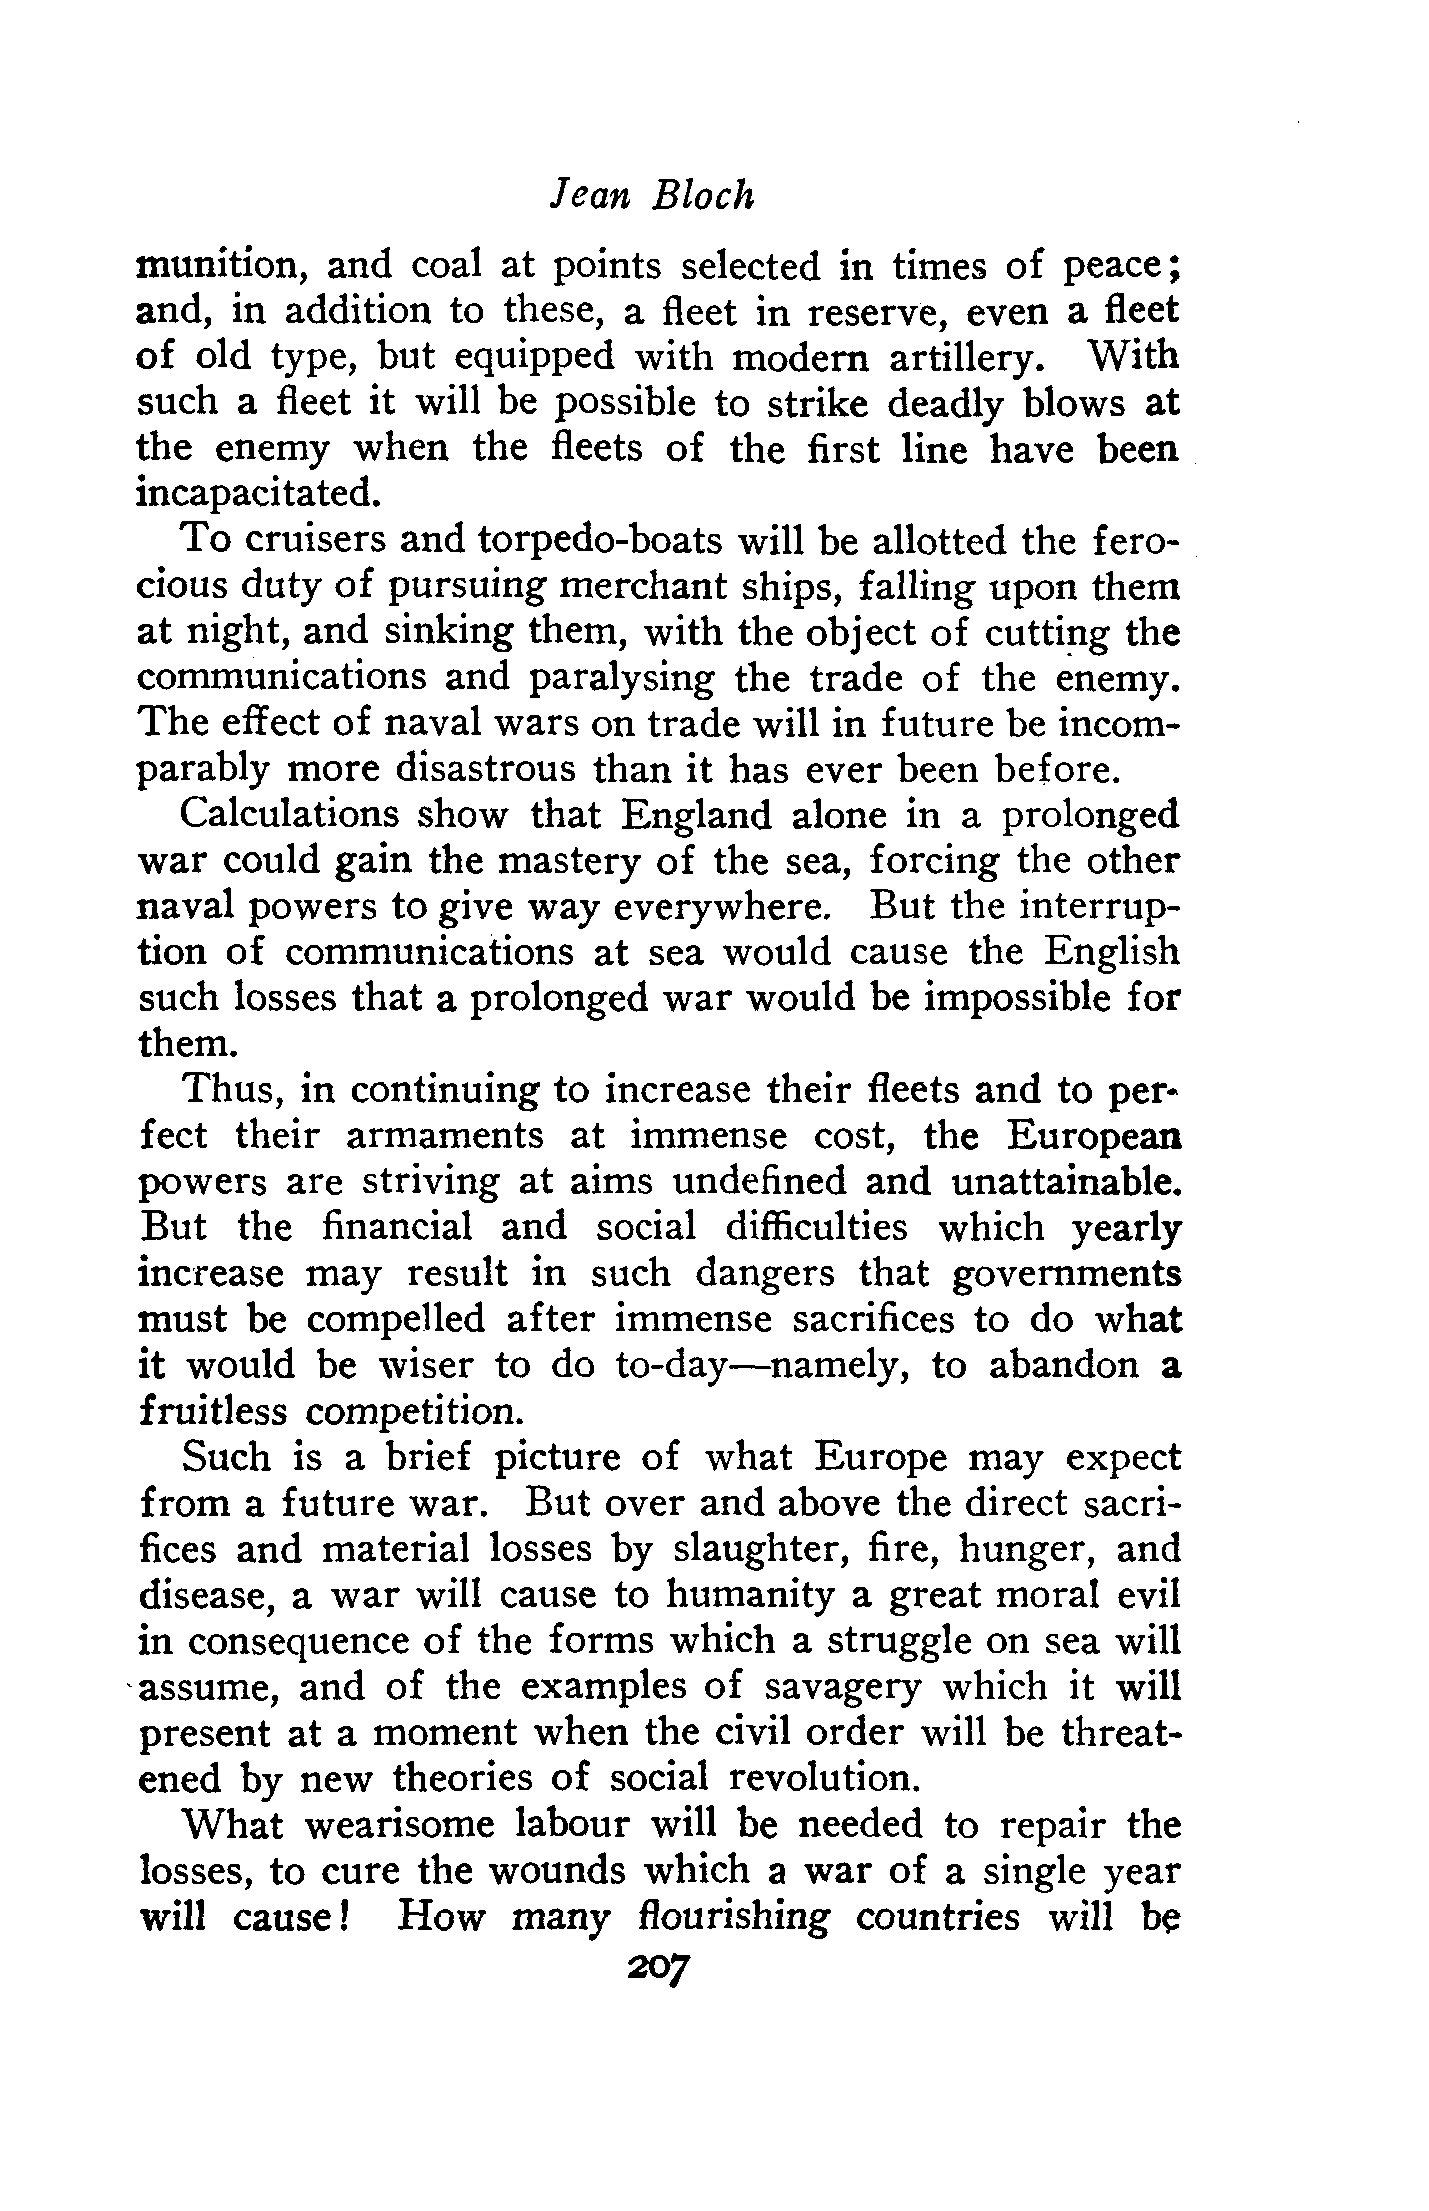 Jean Bloch
munition, and coal at points selected in times of peace;
and, in addition to these, a fleet in reserve, even a fleet
of old type, but equipped with modern artillery. With
such a fleet it will be possible to strike deadly blows at
the enemy when the fleets of the first line have been
incapacitated.
To cruisers and torpedo-boats will be allotted the fero-
cious duty of pursuing merchant ships, falling upon them
at night, and sinking them, with the object of cutting the
communications and paralysing the trade of the enemy.
The effect of naval wars on trade will in future be incom-
parably more disastrous than it has ever been before.
Calculations show that England alone in a prolonged
war could gain the mastery of the sea, forcing the other
naval powers to give way everywhere. But the interrup-
tion of communications at sea would cause the English
such losses that a prolonged war would be impossible for
them.
Thus, in continuing to increase their fleets and to per-
fect their armaments at immense cost, the European
powers are striving at aims undefined and unattainable.
But the financial and social difficulties which yearly
increase may result in such dangers that governments
must be compelled after immense sacrifices to do what
it would be wiser to do to-day—namely, to abandon a
fruitless competition.
Such is a brief picture of what Europe may expect
from a future war. But over and above the direct sacri-
fices and material losses by slaughter, fire, hunger, and
disease, a war will cause to humanity a great moral evil
in consequence of the forms which a struggle on sea will
assume, and of the examples of savagery which it will
present at a moment when the civil order will be threat-
ened by new theories of social revolution.
What wearisome labour will be needed to repair the
losses, to cure the wounds which a war of a single year
will cause! How many flourishing countries will be
207